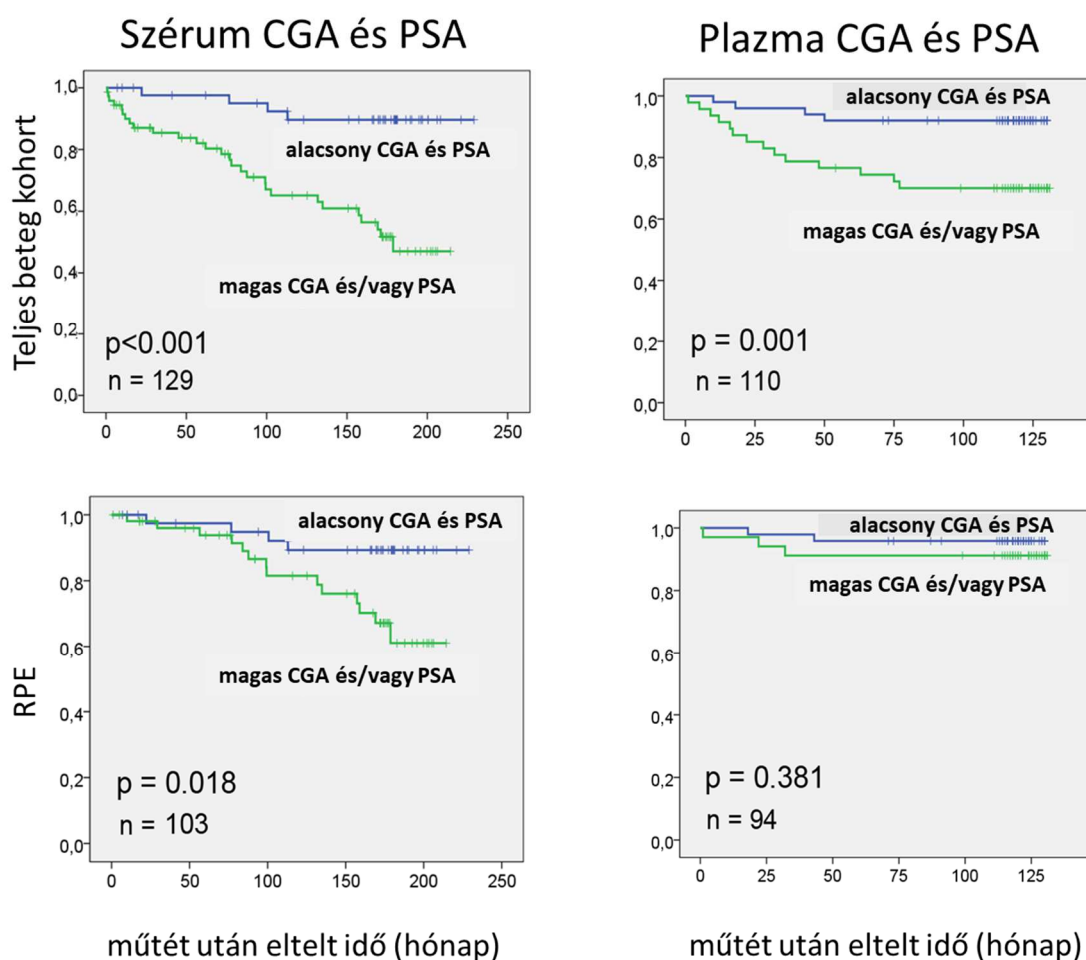 Szérum CGA és PSA
Plazma CGA és PSA
Teljes beteg kohort
1,0
0,8
0,6
0,4
0,2
0,0
alacsony CGA és PSA
magas CGA és/vagy PSA
p<0.001
n = 129
0 50 100 150 200 250
1,0
0,8
0,6
0,4
0,2
0,0
alacsony CGA és PSA
magas CGA és/vagy PSA
p = 0.001
n = 110
0 25 50 75 100 125
RPE
1,0
0,8
0,6
0,4
0,2
0,0
alacsony CGA és PSA
magas CGA és/vagy PSA
p = 0.018
n = 103
0 50 100 150 200 250
műtét után eltelt idő (hónap)
1,0
0,8
0,6
0,4
0,2
0,0
alacsony CGA és PSA
magas CGA és/vagy PSA
p = 0.381
n = 94
0 25 50 75 100 125
műtét után eltelt idő (hónap)